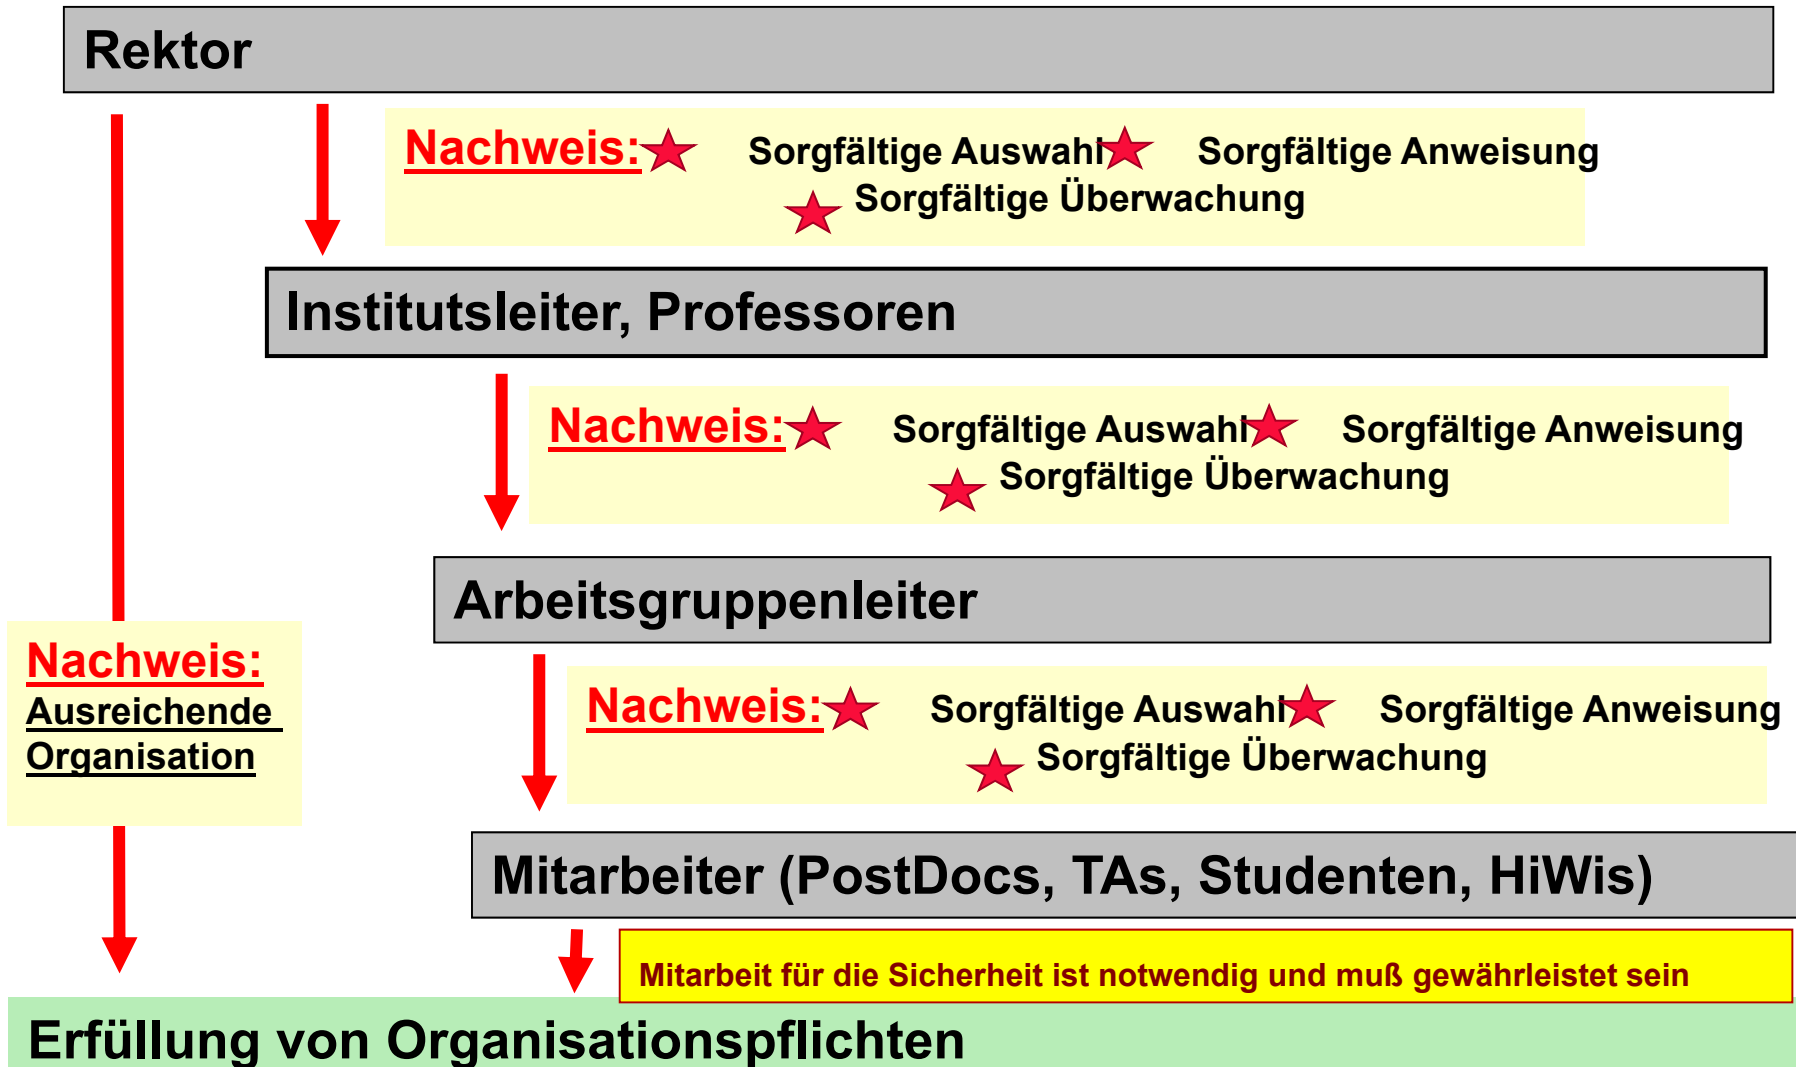 Rektor
Nachweis: Sorgfältige Auswahl Sorgfältige Anweisung
Sorgfältige Überwachung
Institutsleiter, Professoren
Nachweis: Sorgfältige Auswahl Sorgfältige Anweisung
Sorgfältige Überwachung
Arbeitsgruppenleiter
Nachweis:
Ausreichende
Organisation
Nachweis: Sorgfältige Auswahl Sorgfältige Anweisung
Sorgfältige Überwachung
Mitarbeiter (PostDocs, TAs, Studenten, HiWis)
Mitarbeit für die Sicherheit ist notwendig und muß gewährleistet sein
Erfüllung von Organisationspflichten